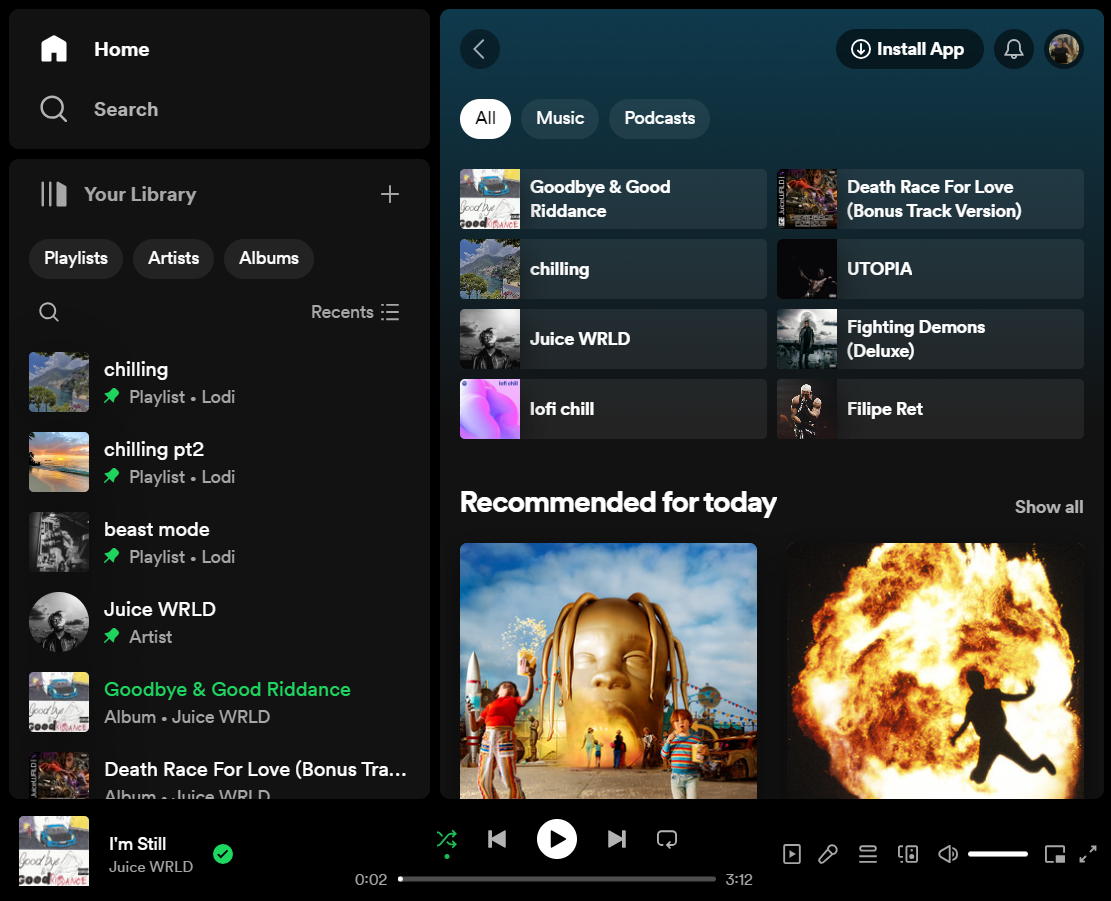 Home
Search
Your Library
Playlists
Artists
Albums
Recents
chilling
Playlist • Lodi
chilling pt2
Playlist • Lodi
beast mode
Playlist • Lodi
Juice WRLD
Artist
Goodbye & Good Riddance
Album • Juice WRLD
Death Race For Love (Bonus Tra...
Album • Juice WRLD
Install App
All
Music
Podcasts
Goodbye & Good
Riddance
Death Race For Love
(Bonus Track Version)
chilling
UTOPIA
Juice WRLD
Fighting Demons
(Deluxe)
lofi chill
lofi chill
Filipe Ret
Recommended for today
Show all
I'm Still
Juice WRLD
0:02
3:12